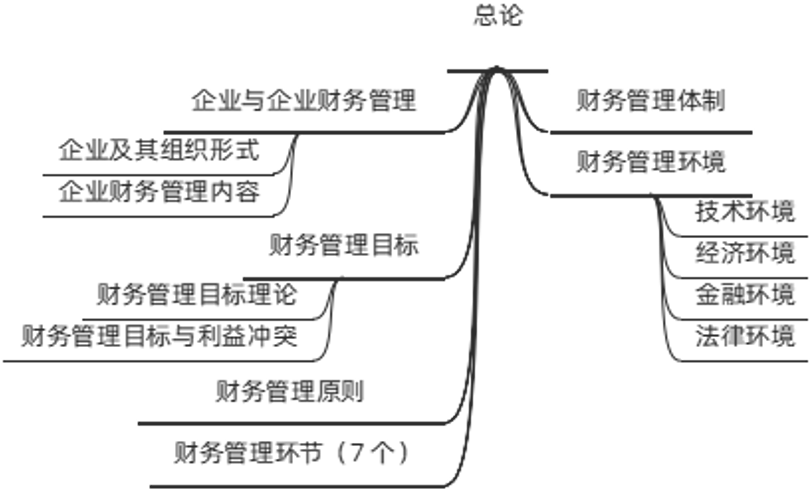 总论
企业与企业财务管理
企业及其组织形式
企业财务管理内容
财务管理目标
财务管理目标理论
财务管理目标与利益冲突
财务管理原则
财务管理环节（7个）
财务管理体制
财务管理环境
技术环境
经济环境
金融环境
法律环境